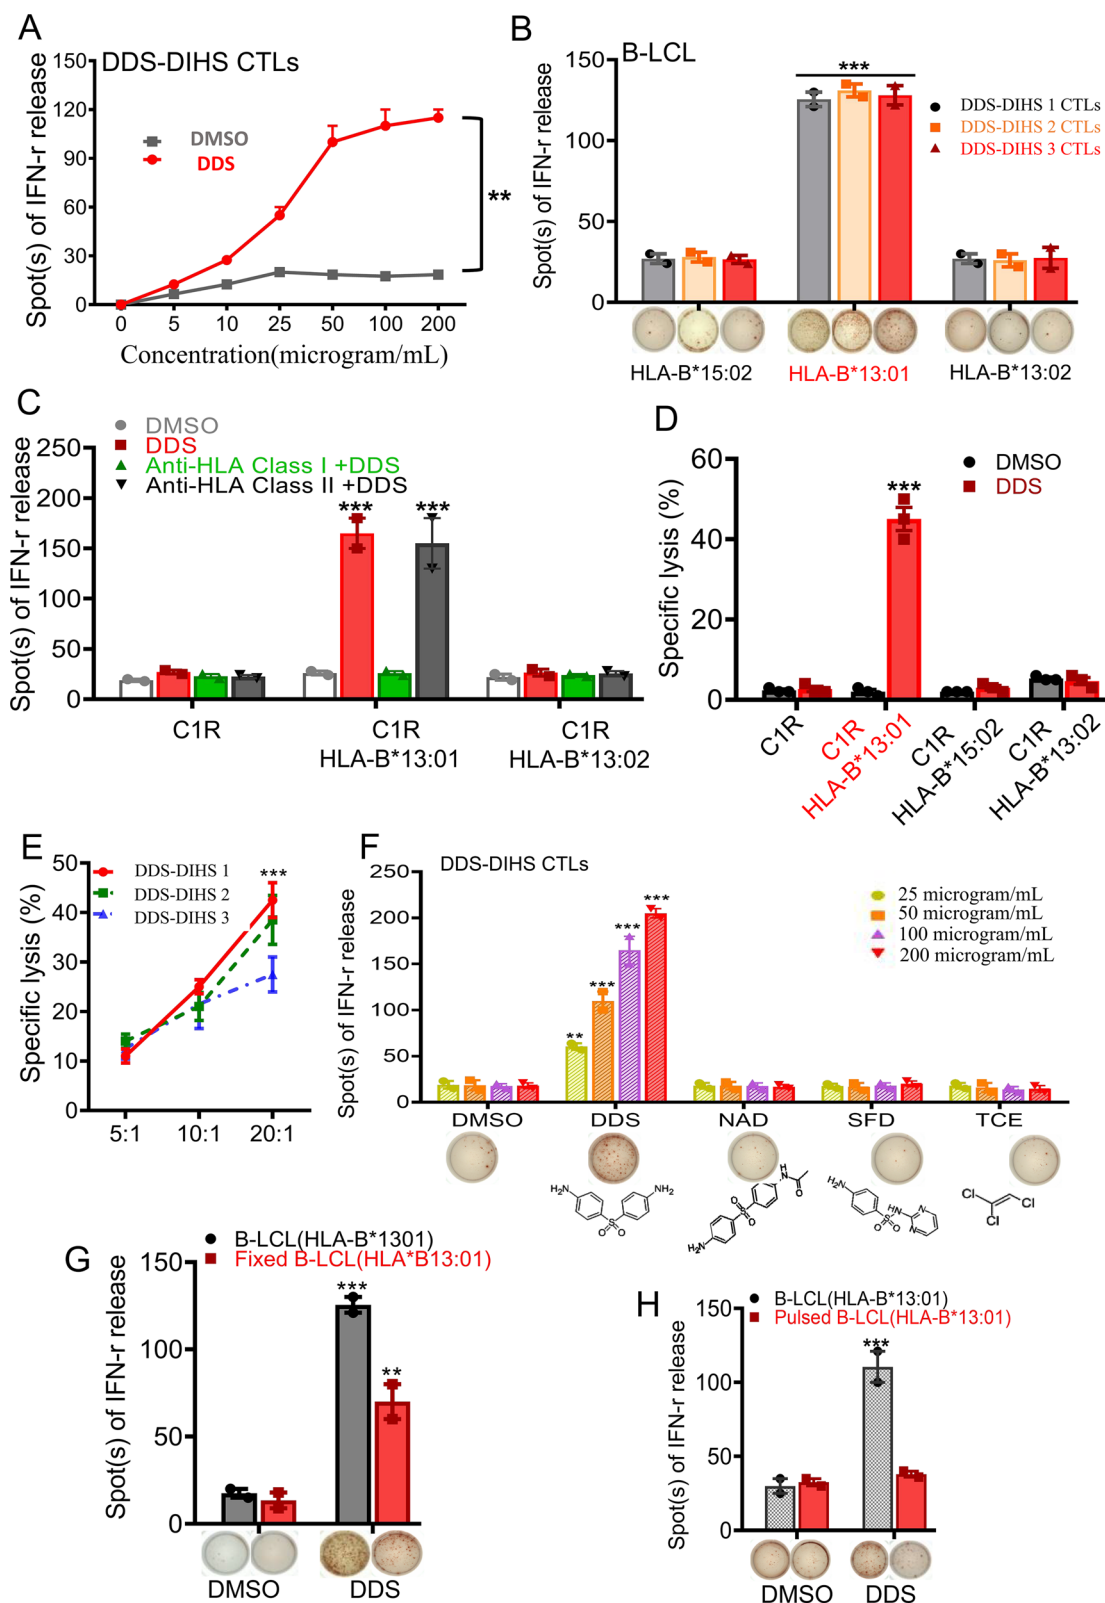 A
DDS-DIHS CTLs
Spot(s) of IFN-r release
150
120
90
60
30
0
DMSO
DDS
**
0 5 10 25 50 100 200
Concentration(microgram/mL)
B
B-LCL
Spot(s) of IFN-r release
150
100
50
0
***
DDS-DIHS 1 CTLs
DDS-DIHS 2 CTLs
DDS-DIHS 3 CTLs
HLA-B*15:02 HLA-B*13:01 HLA-B*13:02
C
DMSO
DDS
Anti-HLA Class I +DDS
Anti-HLA Class II +DDS
Spot(s) of IFN-r release
250
200
150
100
50
0
*** ***
C1R C1R C1R
HLA-B*13:01 HLA-B*13:02
D
DMSO
DDS
Specific lysis (%)
60
40
20
0
***
C1R
C1R
HLA-B*13:01
C1R
HLA-B*15:02
C1R
HLA-B*13:02
E
Specific lysis (%)
50
40
30
20
10
0
DDS-DIHS 1
DDS-DIHS 2
DDS-DIHS 3
***
5:1 10:1 20:1
F
DDS-DIHS CTLs
Spot(s) of IFN-r release
250
200
150
100
50
0
** *** *** ***
25 microgram/mL
50 microgram/mL
100 microgram/mL
200 microgram/mL
DMSO DDS NAD SFD TCE
H₂N NH₂
S
O O
H
N
O
O
S
O
H₂N
H₂N
S HN N
O O N
Cl
Cl
Cl
G
B-LCL(HLA-B*1301)
Fixed B-LCL(HLA*B13:01)
Spot(s) of IFN-r release
150
100
50
0
***
**
DMSO DDS
H
B-LCL(HLA-B*13:01)
Pulsed B-LCL(HLA-B*13:01)
Spot(s) of IFN-r release
150
100
50
0
***
DMSO DDS